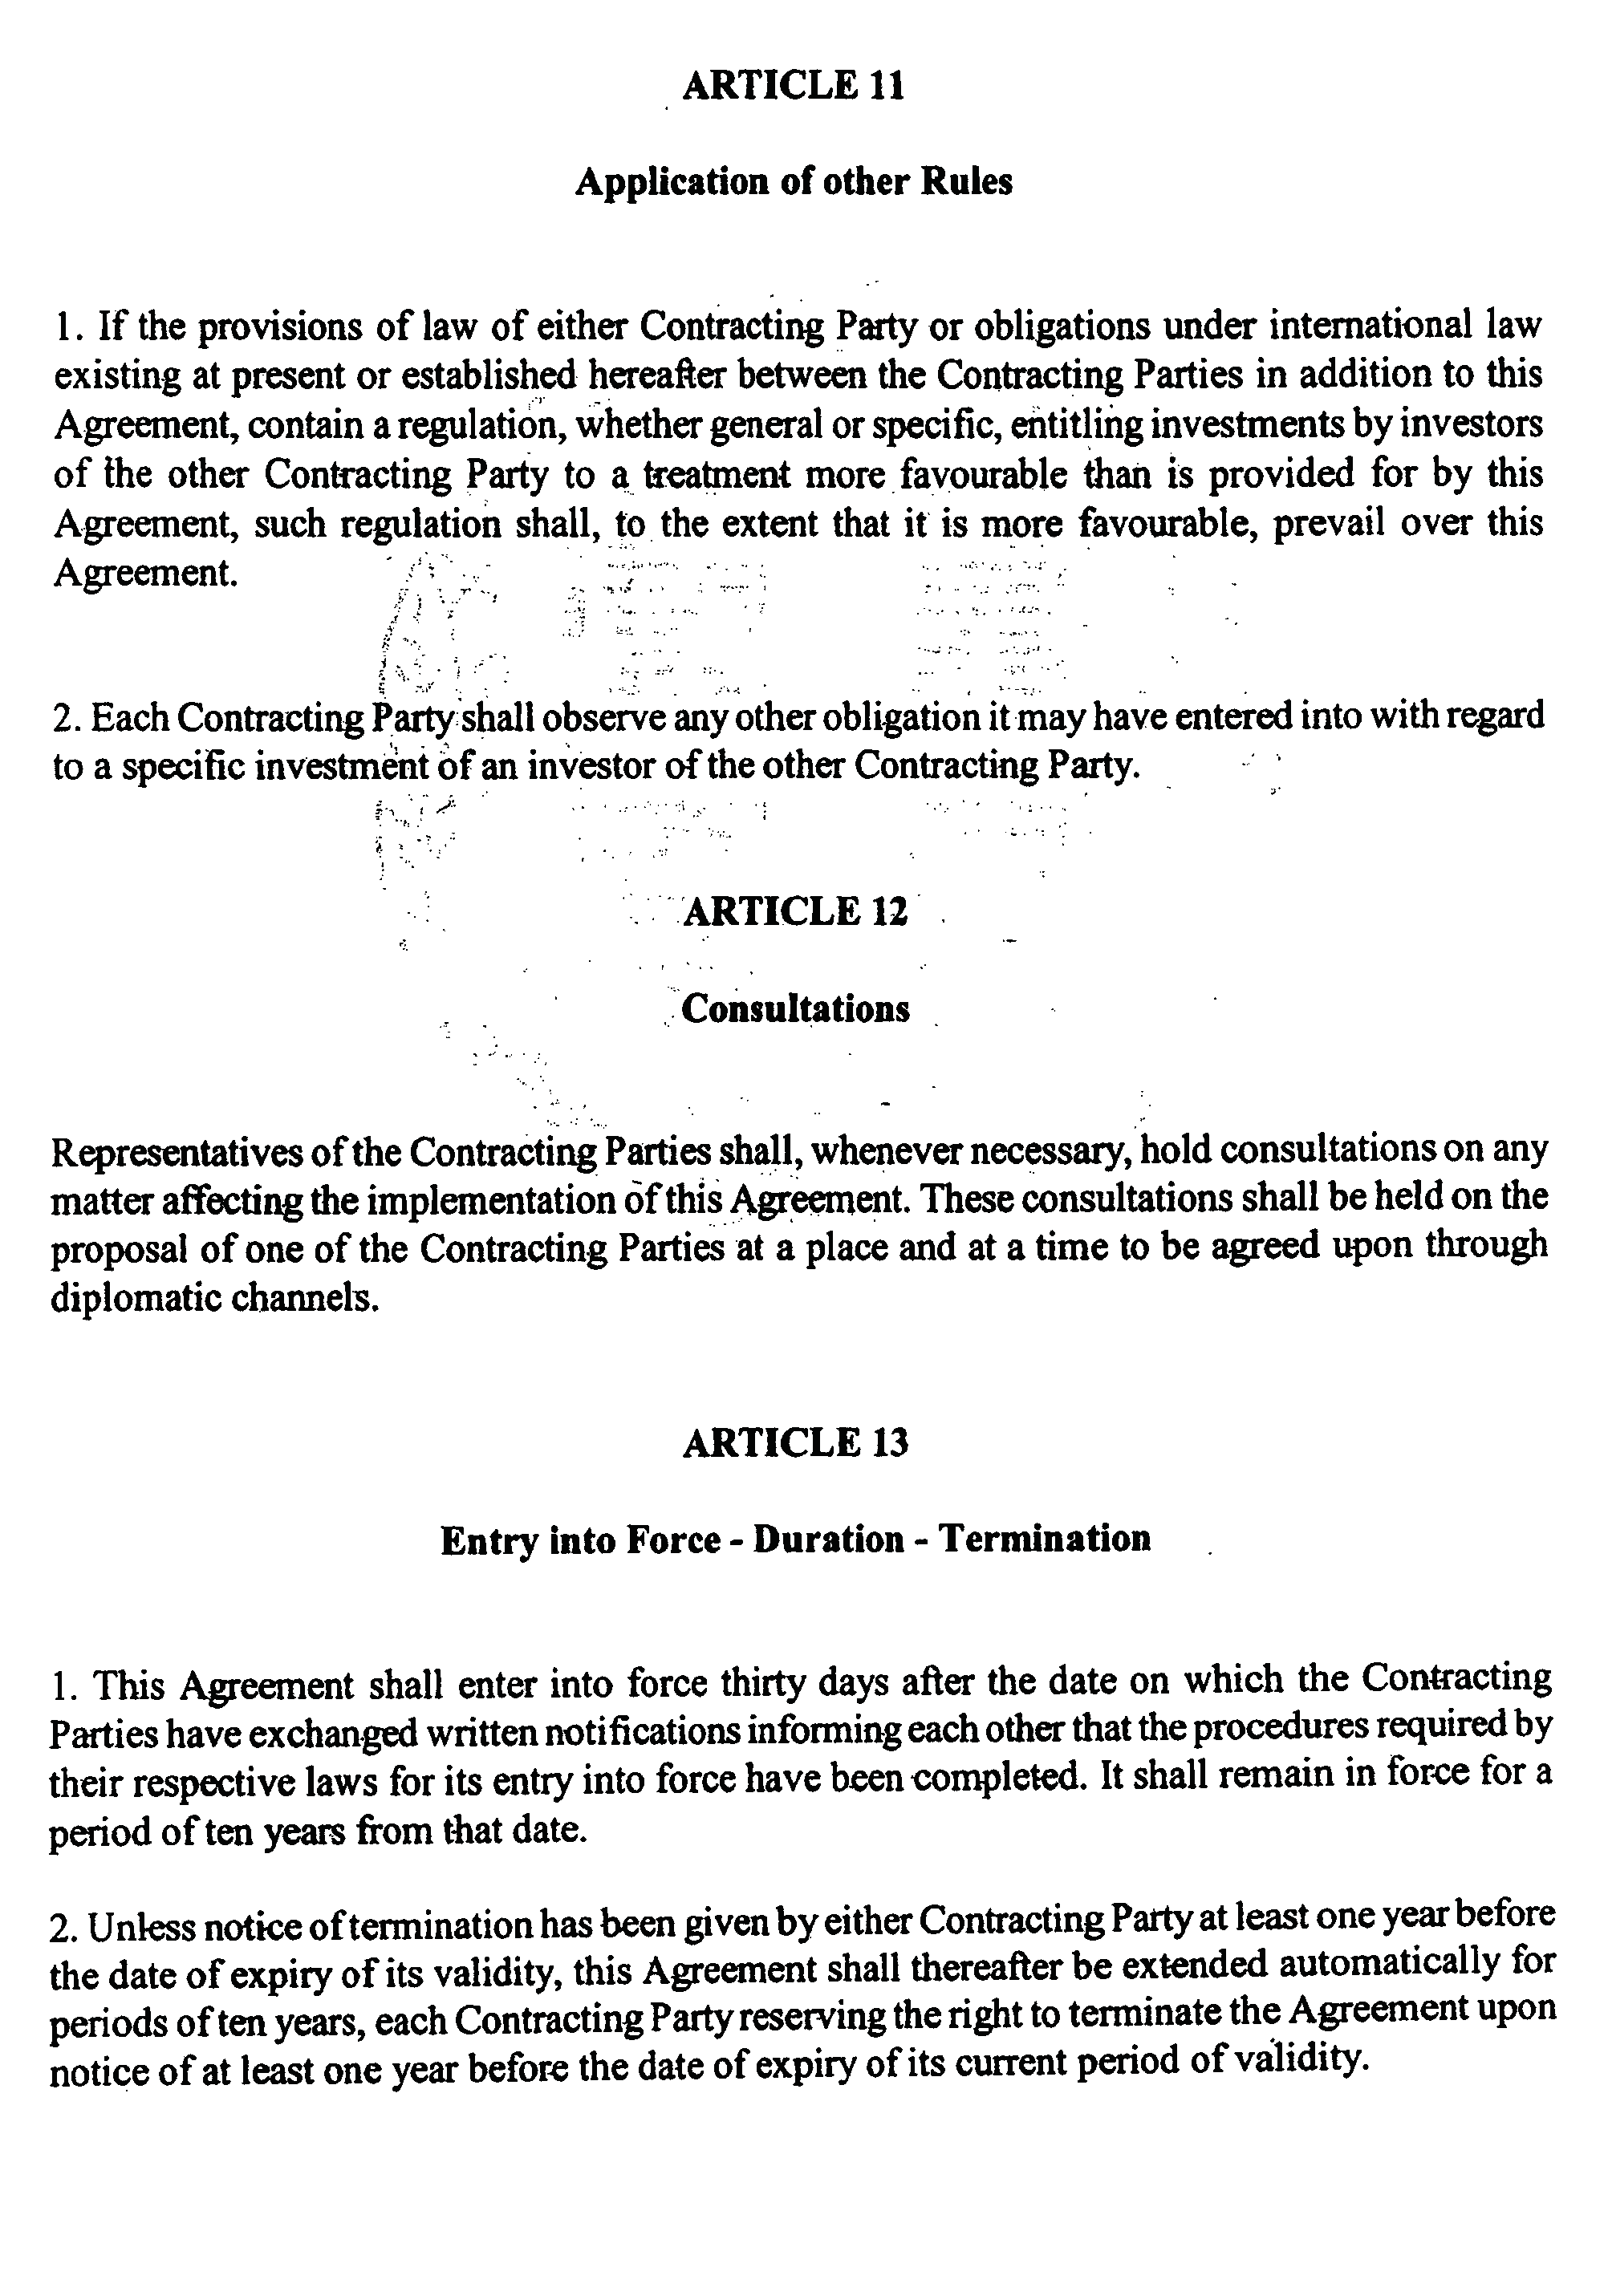 ARTICLE 11
Application of other Rules
1. If the provisions of law of either Contracting Party or obligations under international law
existing at present or established hereafter between the Contracting Parties in addition to this
Agreement, contain a regulation, whether general or specific, entitling investments by investors
of the other Contracting Party to a treatment more favourable than is provided for by this
Agreement, such regulation shall, to the extent that it is more favourable, prevail over this
Agreement.
2. Each Contracting Party shall observe any other obligation it may have entered into with regard
to a specific investment of an investor of the other Contracting Party.
ARTICLE 12
Consultations
Representatives of the Contracting Parties shall, whenever necessary, hold consultations on any
matter affecting the implementation of this Agreement. These consultations shall be held on the
proposal of one of the Contracting Parties at a place and at a time to be agreed upon through
diplomatic channels.
ARTICLE 13
Entry into Force - Duration - Termination
1. This Agreement shall enter into force thirty days after the date on which the Contracting
Parties have exchanged written notifications informing each other that the procedures required by
their respective laws for its entry into force have been completed. It shall remain in force for a
period of ten years from that date.
2. Unless notice of termination has been given by either Contracting Party at least one year before
the date of expiry of its validity, this Agreement shall thereafter be extended automatically for
periods of ten years, each Contracting Party reserving the right to terminate the Agreement upon
notice of at least one year before the date of expiry of its current period of validity.